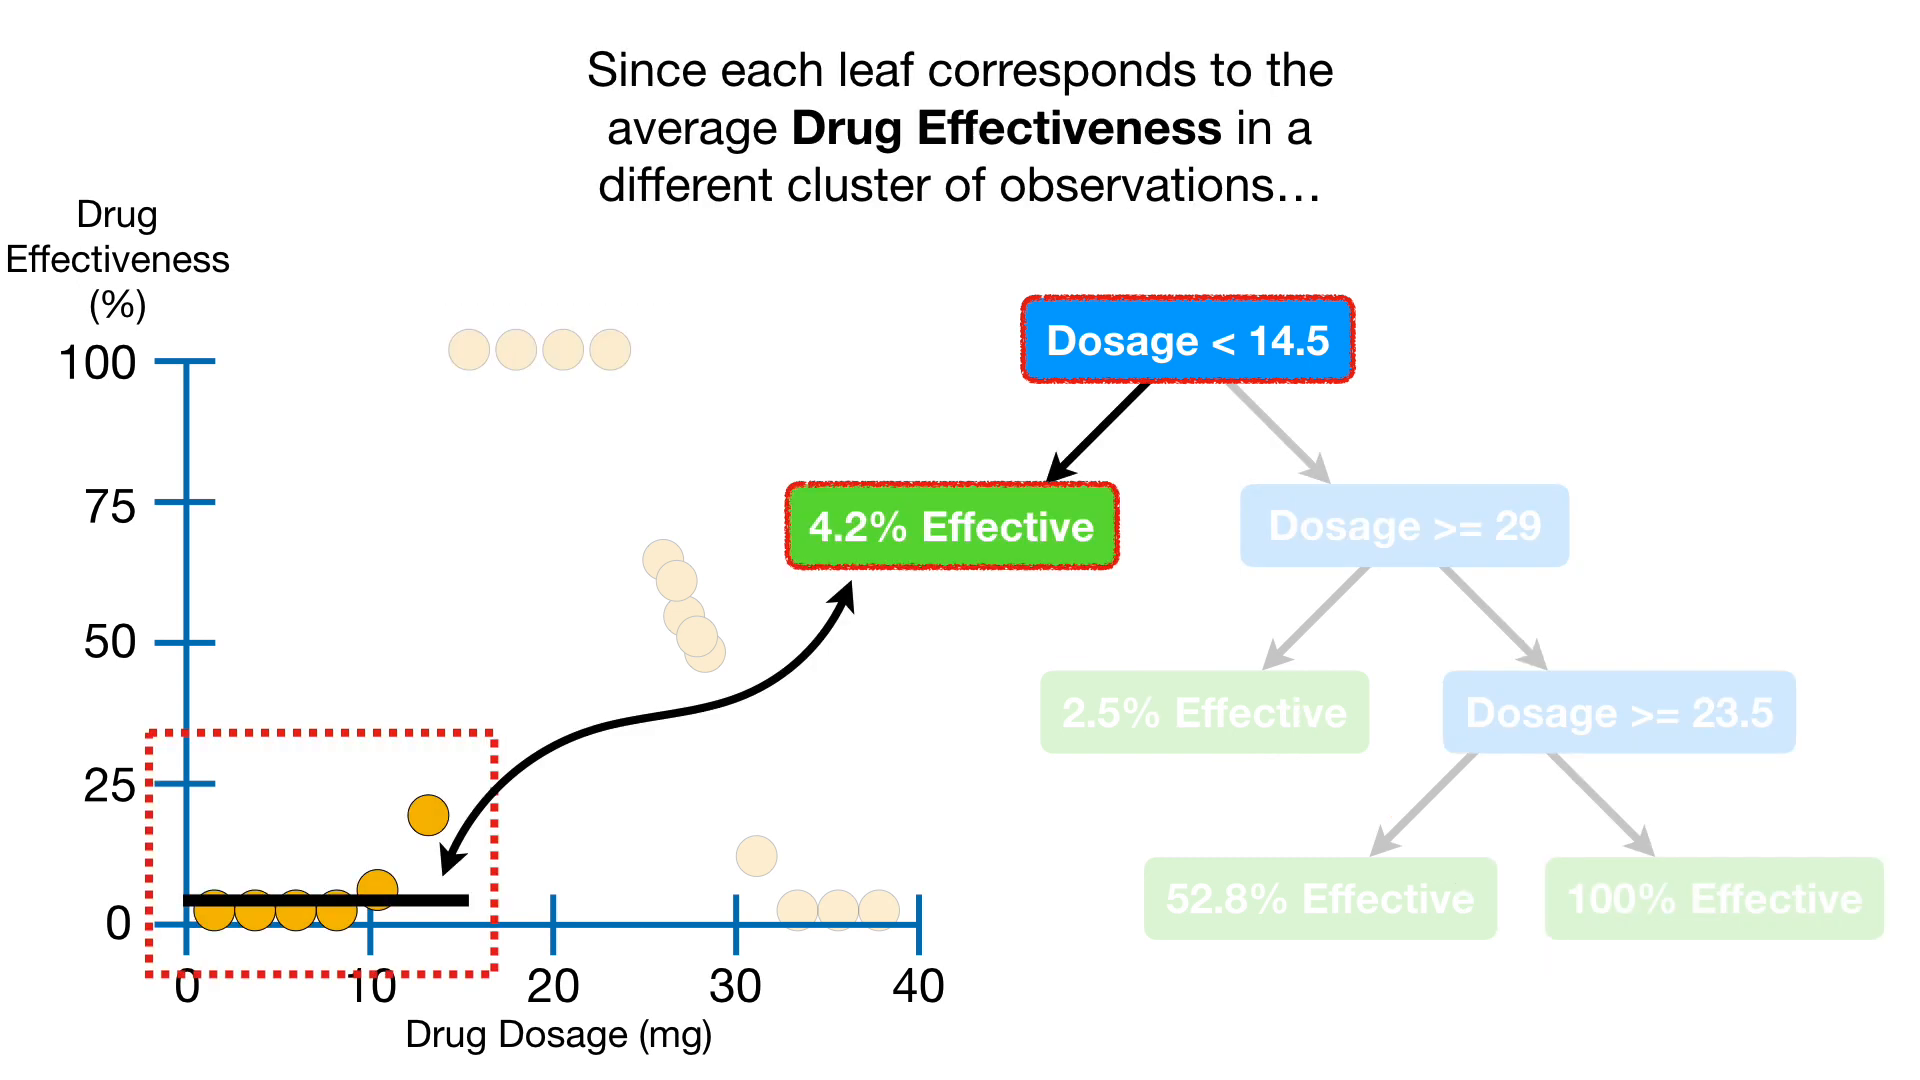 Since each leaf corresponds to the
average Drug Effectiveness in a
different cluster of observations…
Drug
Effectiveness
(%)
100
75
50
25
0
0 10 20 30 40
Drug Dosage (mg)
Dosage < 14.5
4.2% Effective
Dosage >= 29
2.5% Effective
Dosage >= 23.5
52.8% Effective
100% Effective